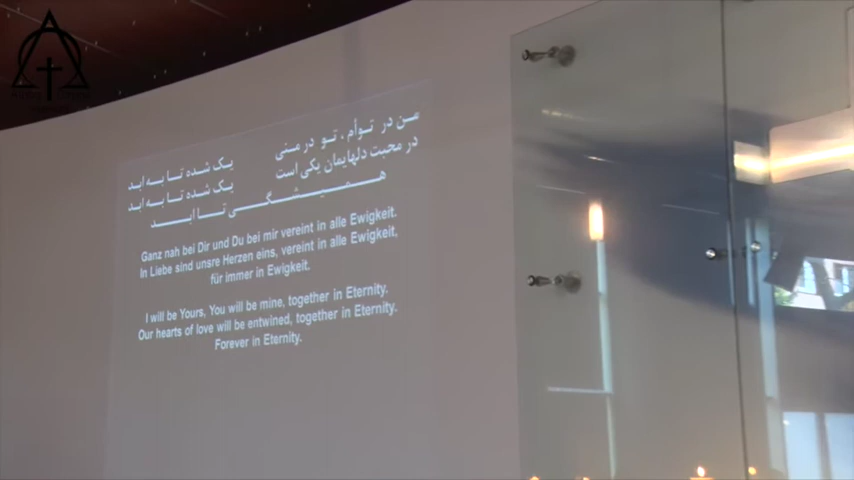 من در توأم ، تو در منی یک شده تا به ابد
در محبت دلهایمان یکی است یک شده تا به ابد
همیشگی تا ابد
Ganz nah bei Dir und Du bei mir vereint in alle Ewigkeit.
In Liebe sind unsre Herzen eins, vereint in alle Ewigkeit,
für immer in Ewigkeit.
I will be Yours, You will be mine, together in Eternity,
Our hearts of love will be entwined, together in Eternity.
Forever in Eternity.